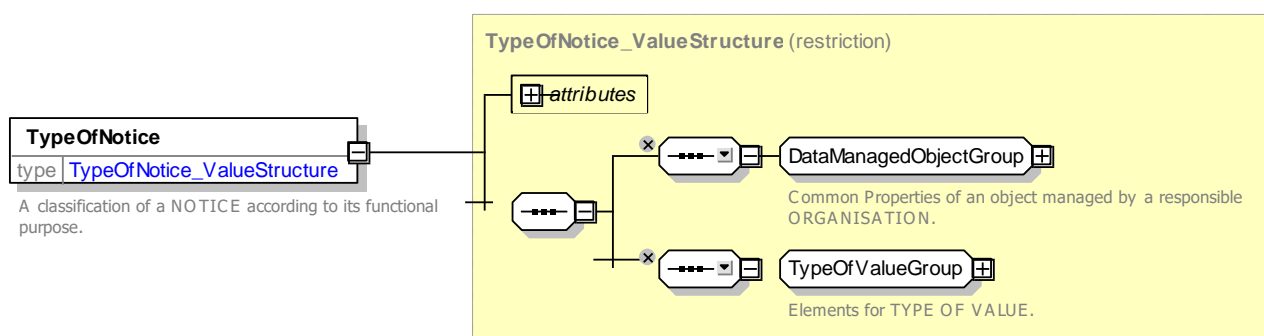 TypeOfNotice_ValueStructure (restriction)
attributes
TypeOfNotice
type TypeOfNotice_ValueStructure
A classification of a NOTICE according to its functional
purpose.
DataManagedObjectGroup
Common Properties of an object managed by a responsible
ORGANISATION.
TypeOfValueGroup
Elements for TYPE OF VALUE.